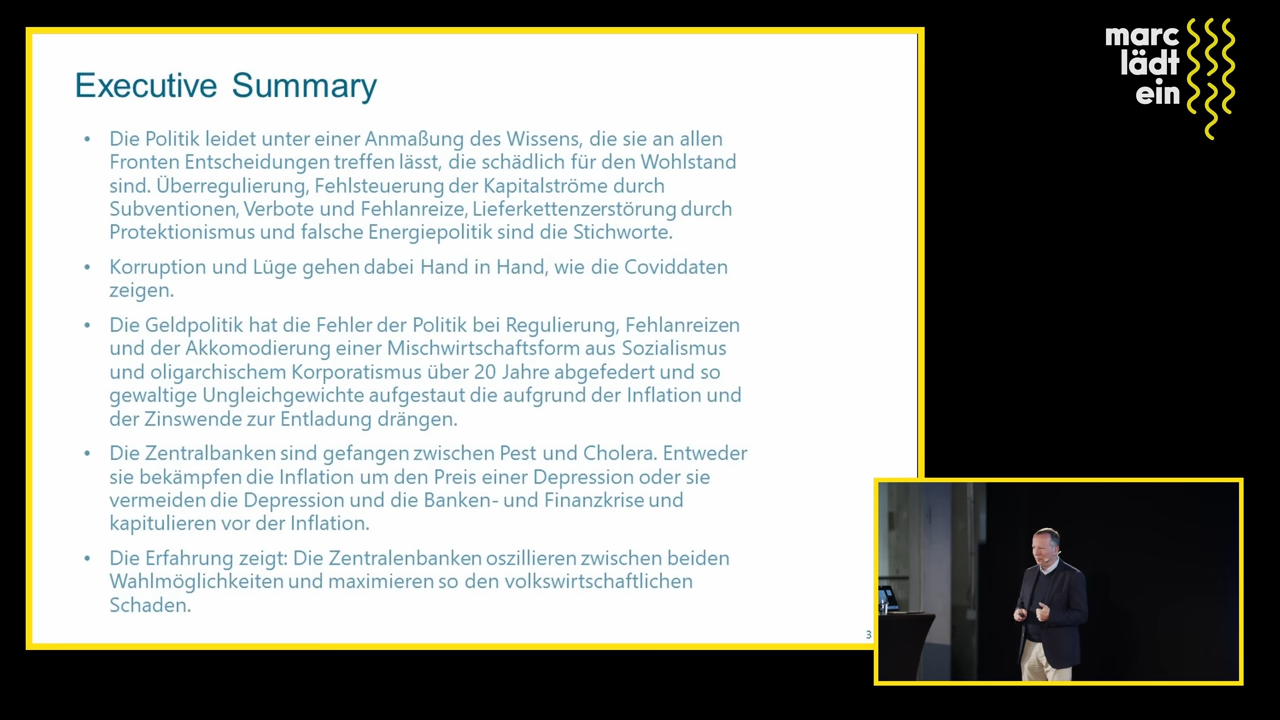 Executive Summary
• Die Politik leidet unter einer Anmaßung des Wissens, die sie an allen
Fronten Entscheidungen treffen lässt, die schädlich für den Wohlstand
sind. Überregulierung, Fehlsteuerung der Kapitalströme durch
Subventionen, Verbote und Fehlanreize, Lieferkettenzerstörung durch
Protektionismus und falsche Energiepolitik sind die Stichworte.
• Korruption und Lüge gehen dabei Hand in Hand, wie die Coviddaten
zeigen.
• Die Geldpolitik hat die Fehler der Politik bei Regulierung, Fehlanreizen
und der Akkomodierung einer Mischwirtschaftsform aus Sozialismus
und oligarchischem Korporatismus über 20 Jahre abgefedert und so
gewaltige Ungleichgewichte aufgestaut die aufgrund der Inflation und
der Zinswende zur Entladung drängen.
• Die Zentralbanken sind gefangen zwischen Pest und Cholera. Entweder
sie bekämpfen die Inflation um den Preis einer Depression oder sie
vermeiden die Depression und die Banken- und Finanzkrise und
kapitulieren vor der Inflation.
• Die Erfahrung zeigt: Die Zentralenbanken oszillieren zwischen beiden
Wahlmöglichkeiten und maximieren so den volkswirtschaftlichen
Schaden.
3
marc
lädt
ein